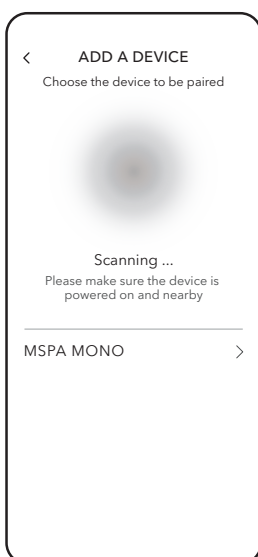 ADD A DEVICE
Choose the device to be paired
Scanning ...
Please make sure the device is
powered on and nearby
MSPA MONO